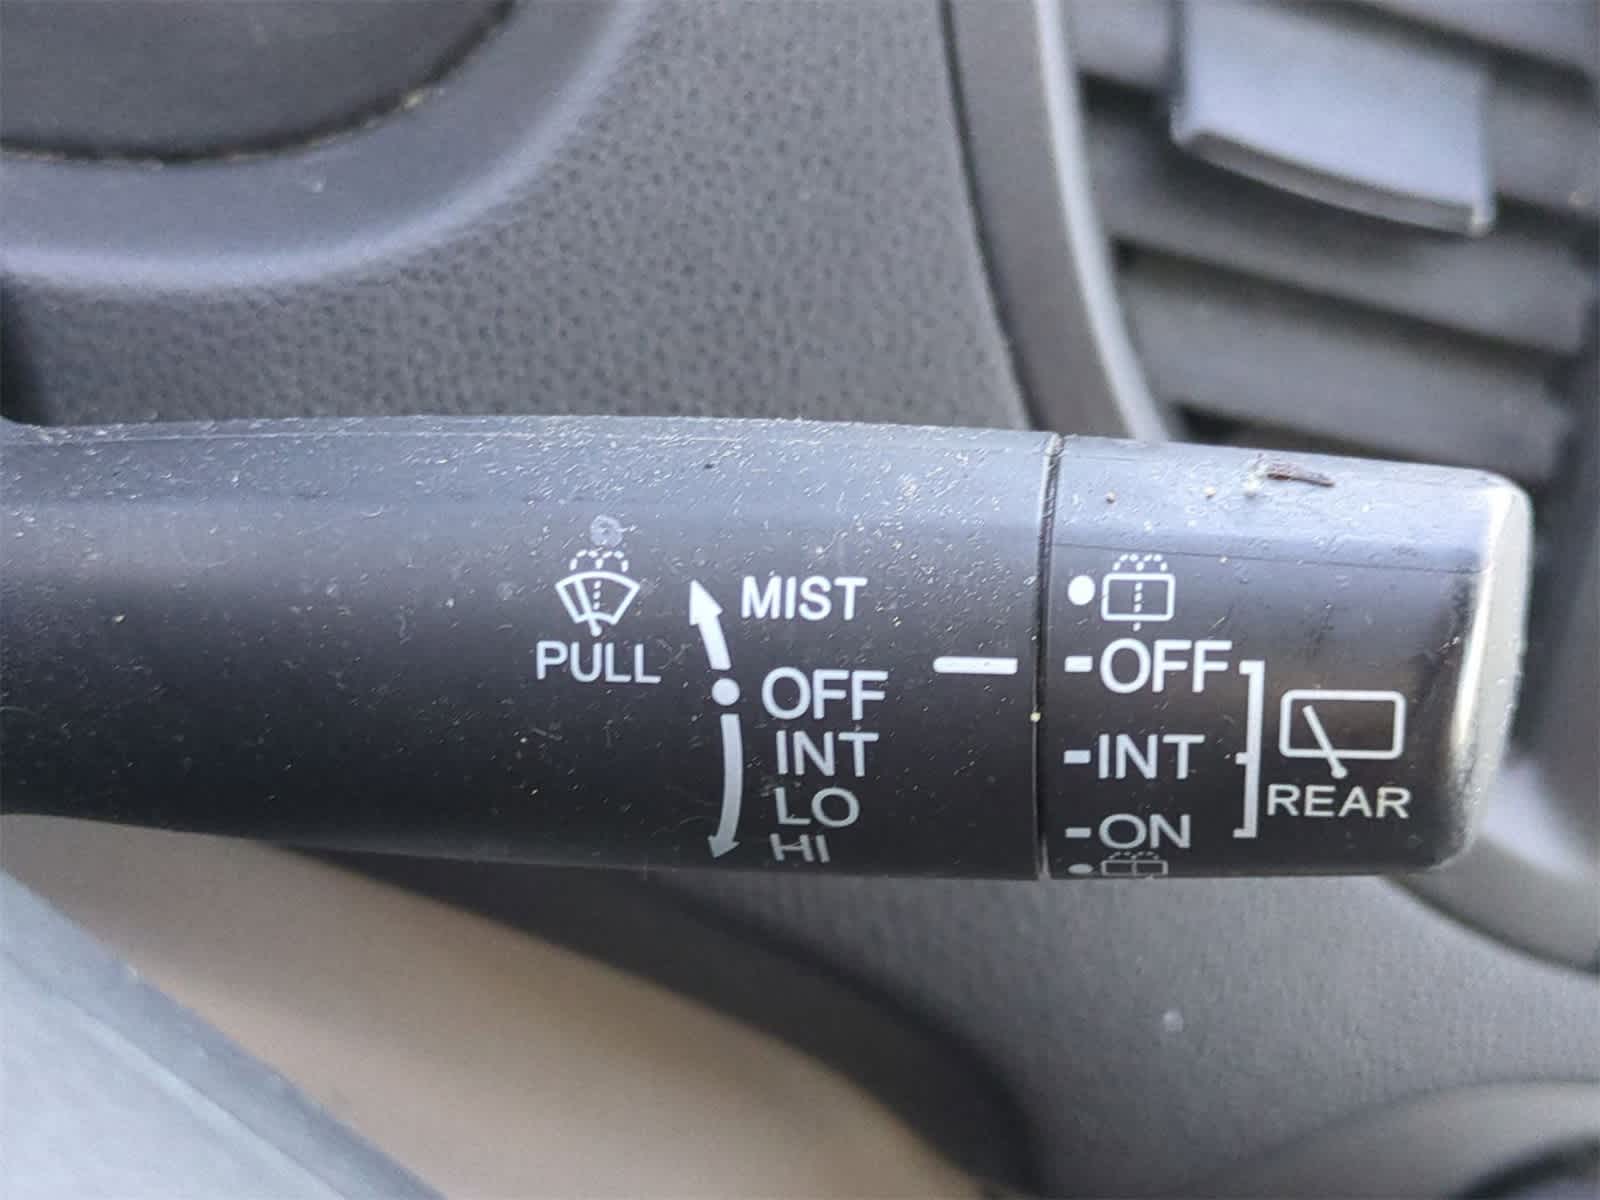 MIST
PULL
OFF
INT
LO
HI
OFF
INT
ON
REAR